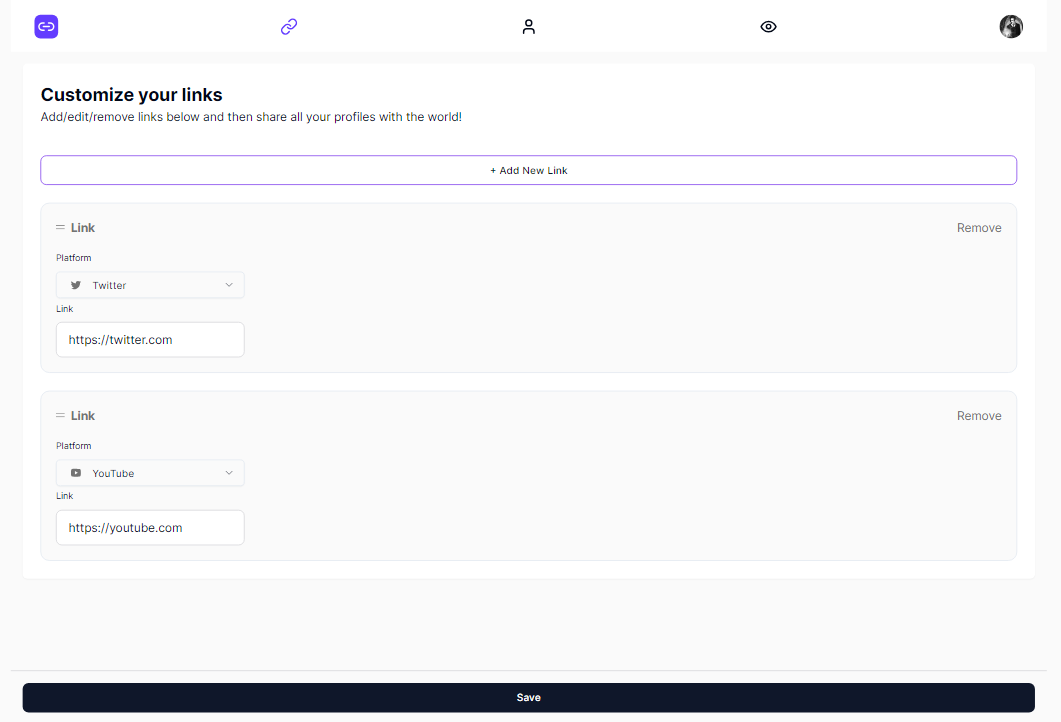 Customize your links
Add/edit/remove links below and then share all your profiles with the world!
+ Add New Link
Link Remove
Platform
Twitter
Link
https://twitter.com
Link Remove
Platform
YouTube
Link
https://youtube.com
Save